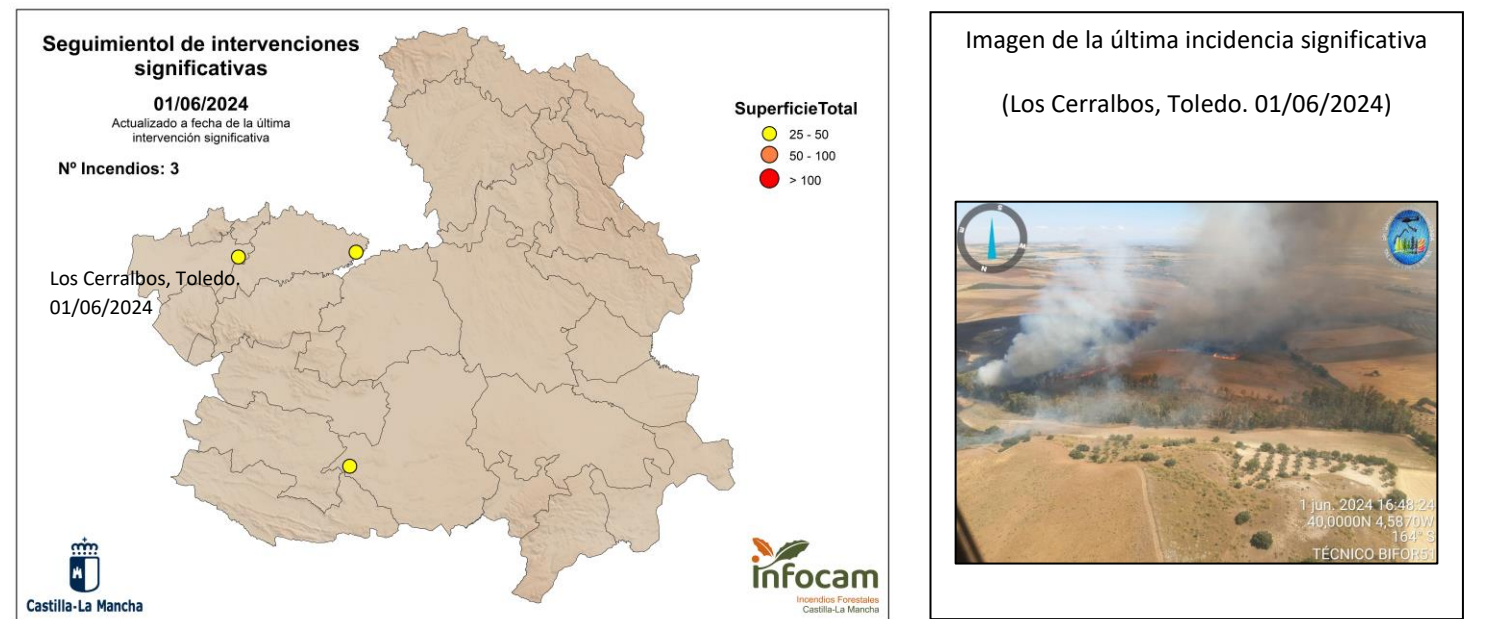 Seguimientol de intervenciones
significativas
01/06/2024
Actualizado a fecha de la última
intervención significativa
Nº Incendios: 3
SuperficieTotal
25 - 50
50 - 100
> 100
Los Cerralbos, Toledo.
01/06/2024
Castilla-La Mancha
infocam
Incendios Forestales
Castilla-La Mancha
Imagen de la última incidencia significativa
(Los Cerralbos, Toledo. 01/06/2024)
S
N
1 jun. 2024 16:48:24
40,0000N 4,5870W
164° S
TÉCNICO BIFOR51